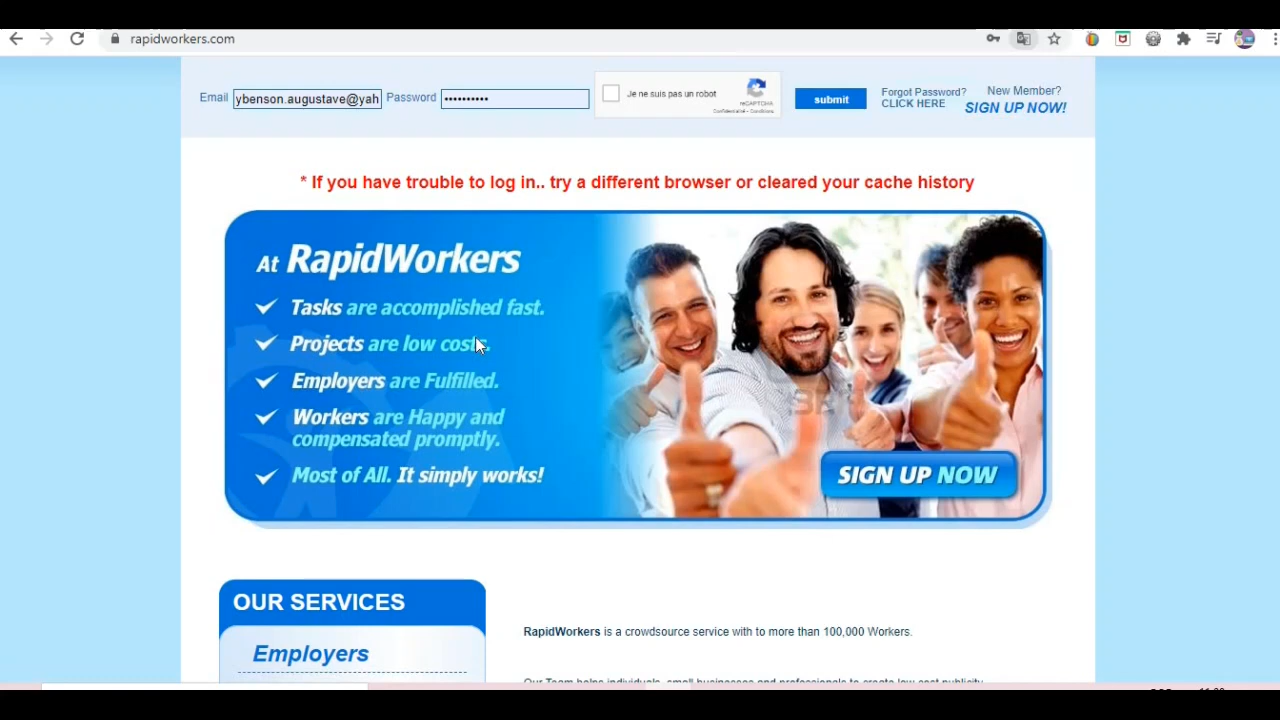 rapidworkers.com
Email ybenson.augustave@yah Password •••••••••• Je ne suis pas un robot submit Forgot Password? New Member?
reCAPTCHA CLICK HERE SIGN UP NOW!
Confidentialité - Conditions
* If you have trouble to log in.. try a different browser or cleared your cache history
At RapidWorkers
Tasks are accomplished fast.
Projects are low costs.
Employers are Fulfilled.
Workers are Happy and
compensated promptly.
Most of All. It simply works!
SIGN UP NOW
OUR SERVICES
Employers
RapidWorkers is a crowdsource service with to more than 100,000 Workers.
Our Team helps individuals, small businesses and professionals to create low cost publicity